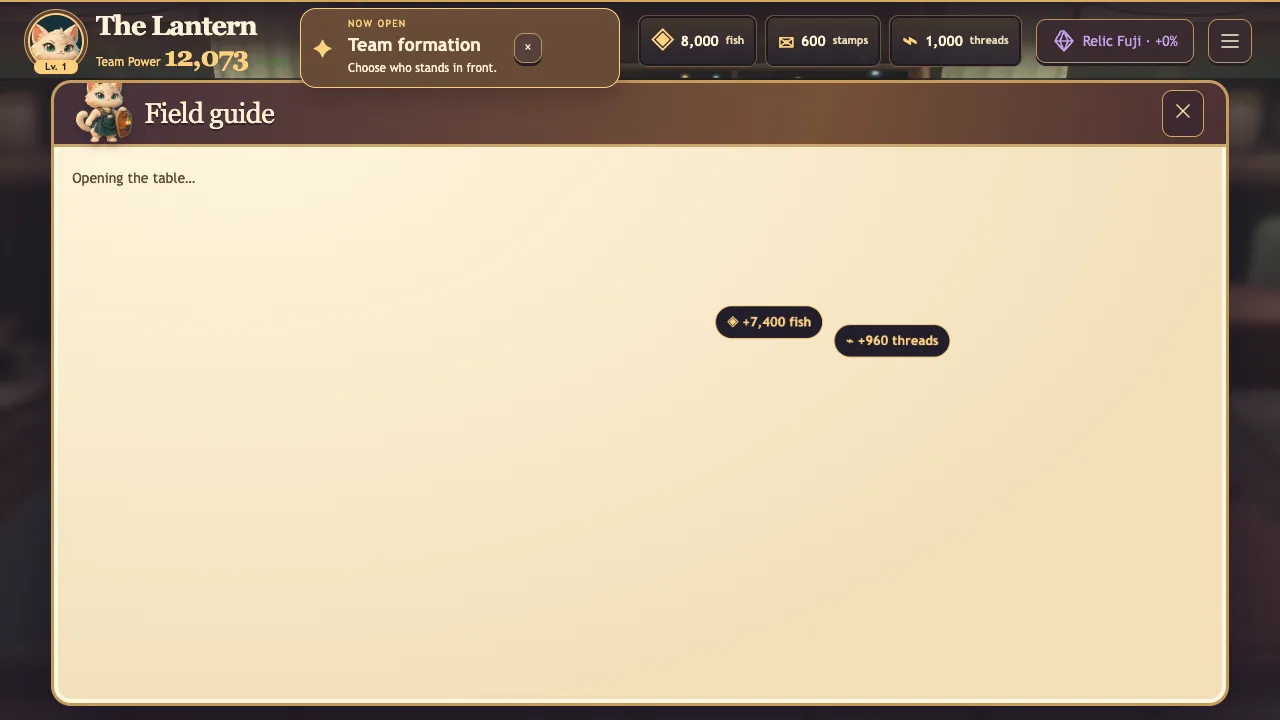 The Lantern
Team Power 12,073
Lv. 1
NOW OPEN
Team formation
Choose who stands in front.
×
8,000 fish
600 stamps
1,000 threads
Relic Fuji · +0%
Field guide
Opening the table…
+7,400 fish
+960 threads